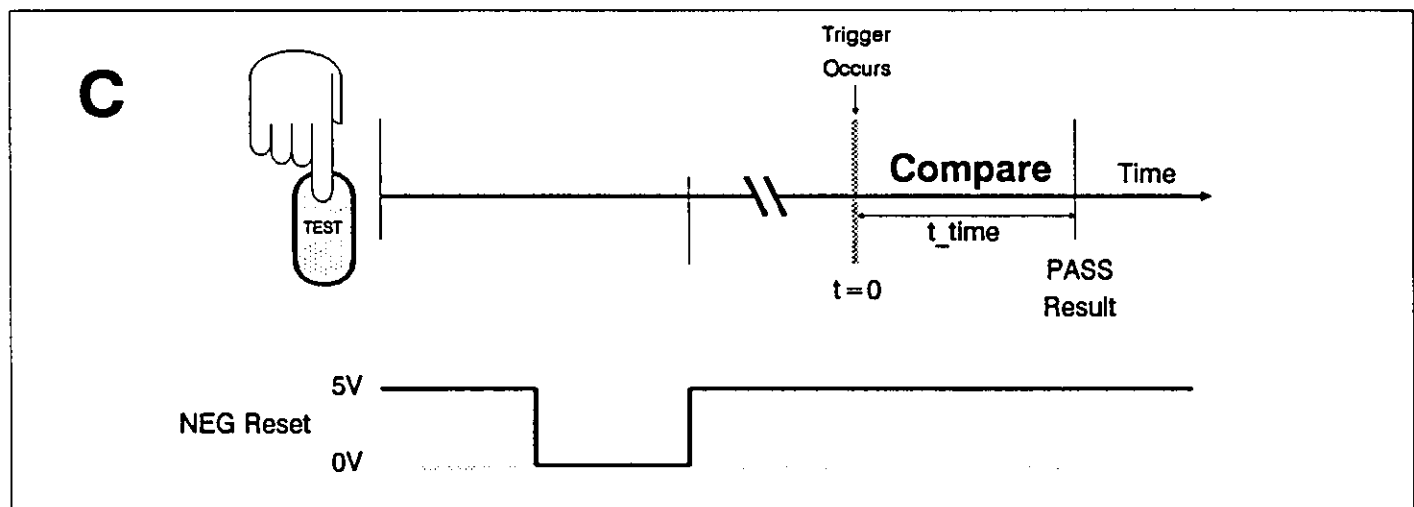 C
Trigger
Occurs
Compare
Time
TEST
t_time
t=0
PASS
Result
5V
NEG Reset
0V